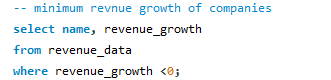 -- minimum revnue growth of companies
select name, revenue_growth
from revenue_data
where revenue_growth <0;